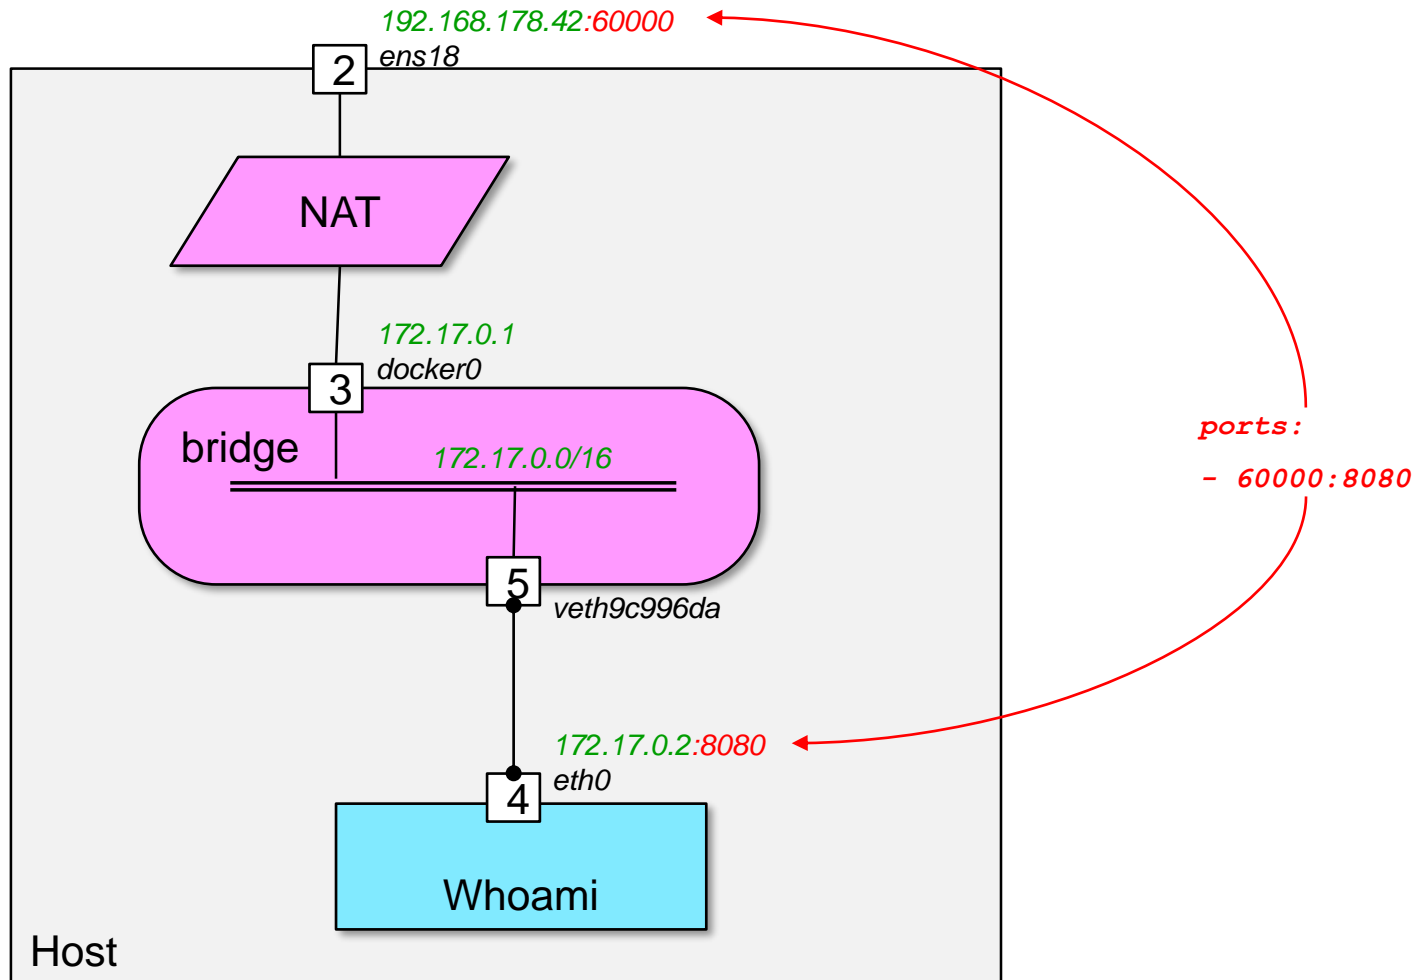 192.168.178.42:60000
2
ens18
NAT
172.17.0.1
docker0
3
bridge
172.17.0.0/16
5
veth9c996da
ports:
- 60000:8080
172.17.0.2:8080
eth0
4
Whoami
Host